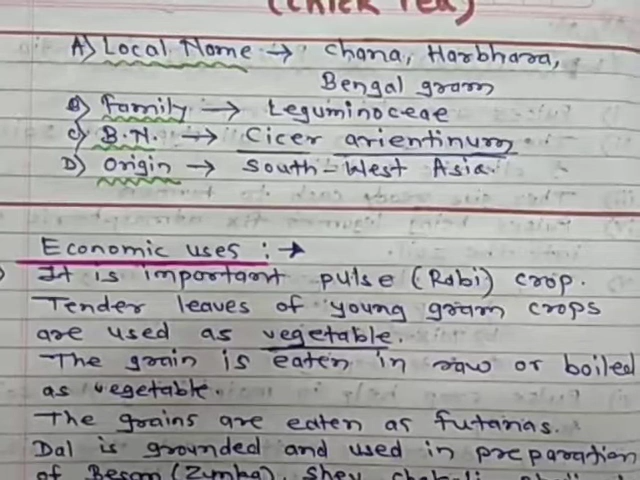 (Chick Pea)
A) Local Name → Chana, Harbhara,
Bengal gram
B) Family → Leguminoceae
C) B.N. → Cicer arientinum
D) Origin → South-West Asia.
Economic uses : →
It is important pulse (Rabi) crop.
Tender leaves of young gram crops
are used as vegetable.
The grain is eaten in raw or boiled
as vegetable.
The grains are eaten as futanas.
Dal is grounded and used in preparation
of Besan (Zunka), Shev